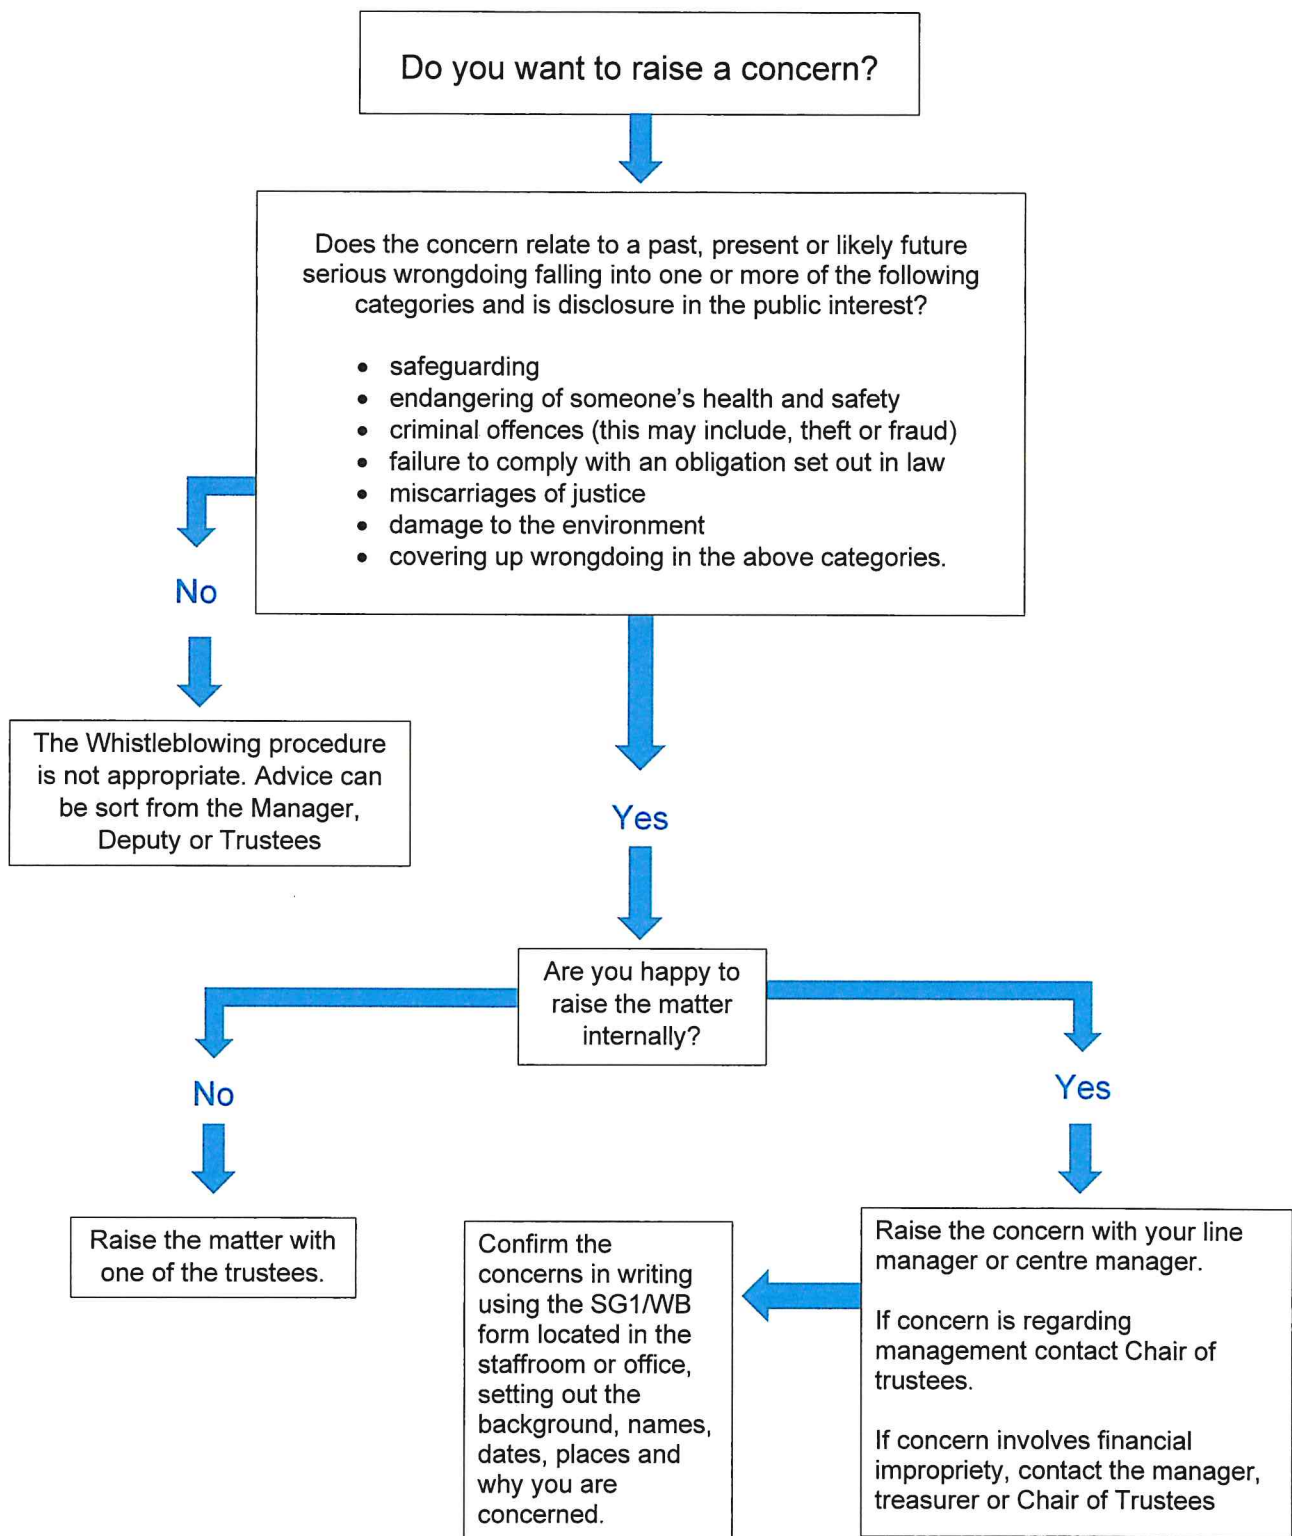 Do you want to raise a concern?
Does the concern relate to a past, present or likely future
serious wrongdoing falling into one or more of the following
categories and is disclosure in the public interest?
• safeguarding
• endangering of someone's health and safety
• criminal offences (this may include, theft or fraud)
• failure to comply with an obligation set out in law
• miscarriages of justice
• damage to the environment
• covering up wrongdoing in the above categories.
No
The Whistleblowing procedure
is not appropriate. Advice can
be sort from the Manager,
Deputy or Trustees
Yes
Are you happy to
raise the matter
internally?
No
Yes
Raise the matter with
one of the trustees.
Confirm the
concerns in writing
using the SG1/WB
form located in the
staffroom or office,
setting out the
background, names,
dates, places and
why you are
concerned.
Raise the concern with your line
manager or centre manager.
If concern is regarding
management contact Chair of
trustees.
If concern involves financial
impropriety, contact the manager,
treasurer or Chair of Trustees